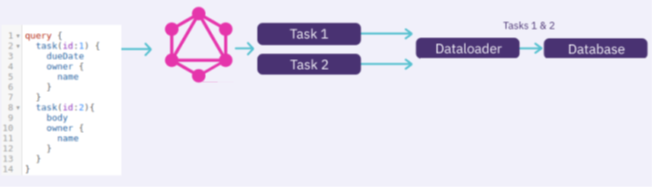 1 query {
2 task(id:1) {
3 dueDate
4 owner {
5 name
6 }
7 }
8 task(id:2){
9 body
10 owner {
11 name
12 }
13 }
14 }
Task 1
Task 2
Tasks 1 & 2
Dataloader
Database